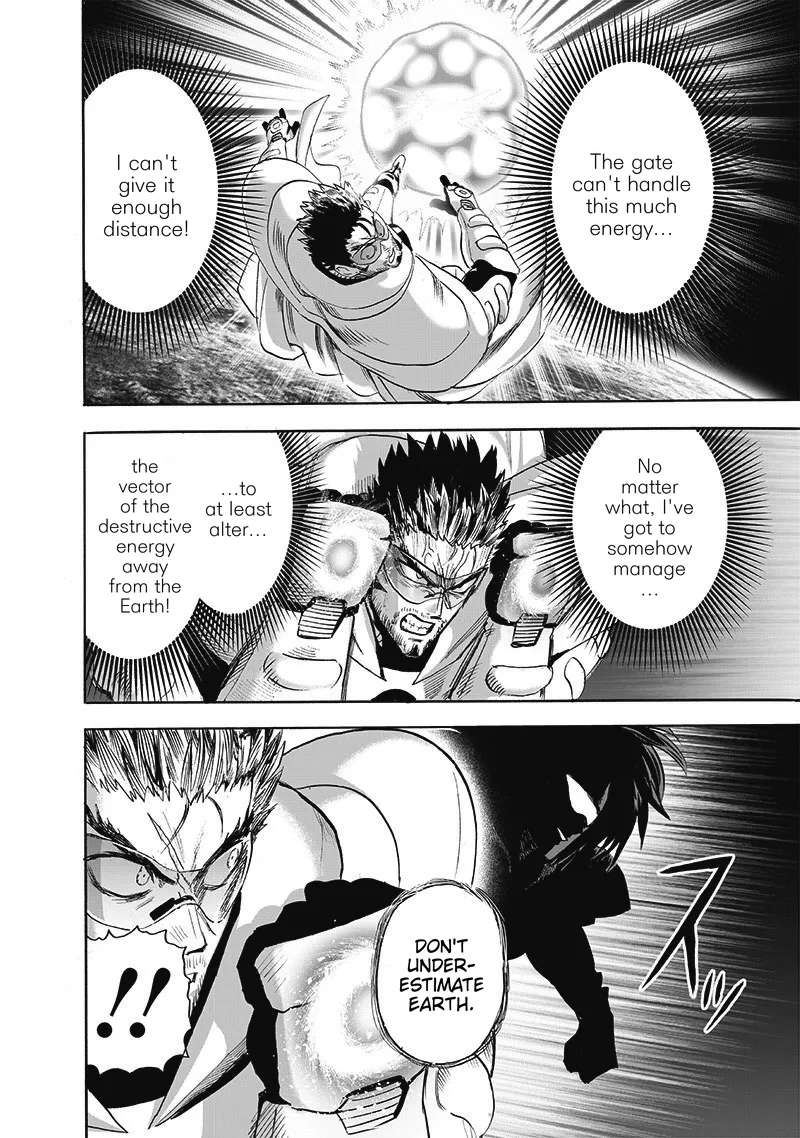 The gate
can't handle
this much
energy...
I can't
give it
enough
distance!
No
matter
what, I've
got to
somehow
manage
...
...to
at least
alter...
the
vector
of the
destructive
energy
away
from the
Earth!
DON'T
UNDER-
ESTIMATE
EARTH.
スッ
!!